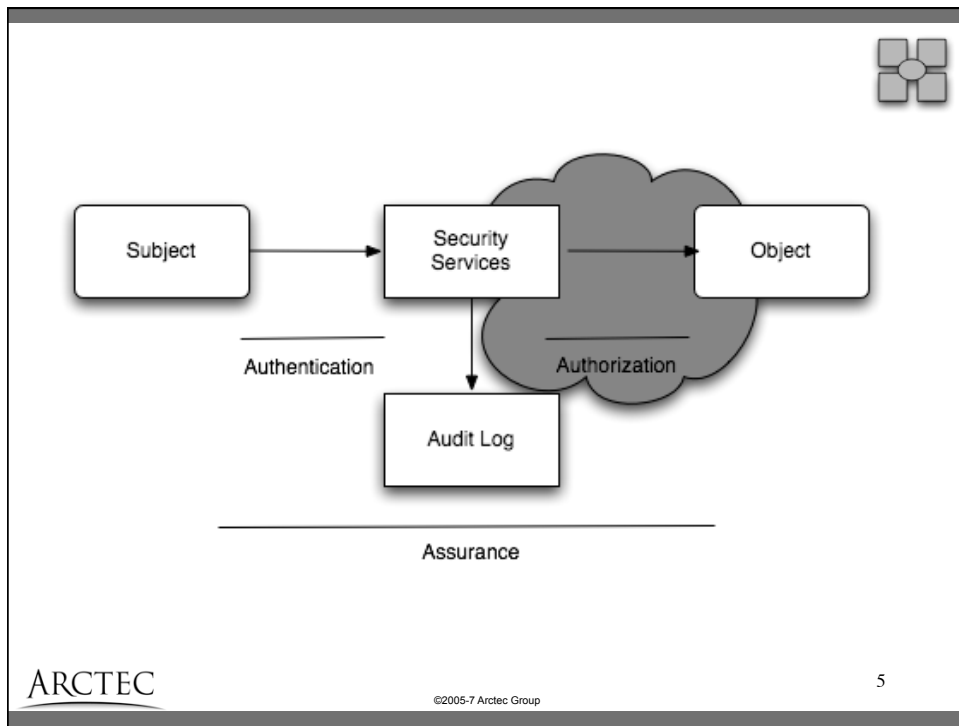 Subject
Security
Services
Object
Authentication
Authorization
Audit Log
Assurance
ARCTEC
©2005-7 Arctec Group
5